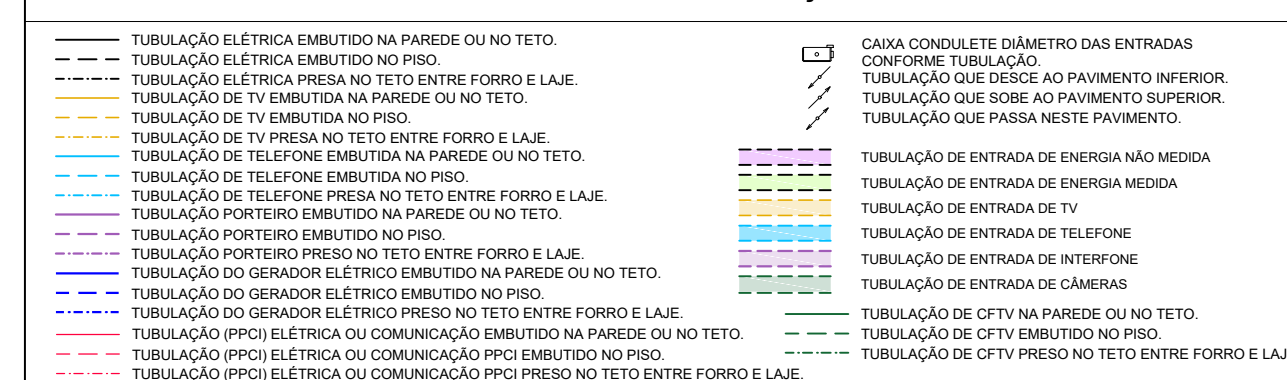 TUBULAÇÃO ELÉTRICA EMBUTIDO NA PAREDE OU NO TETO.
TUBULAÇÃO ELÉTRICA EMBUTIDO NO PISO.
TUBULAÇÃO ELÉTRICA PRESA NO TETO ENTRE FORRO E LAJE.
TUBULAÇÃO DE TV EMBUTIDA NA PAREDE OU NO TETO.
TUBULAÇÃO DE TV EMBUTIDA NO PISO.
TUBULAÇÃO DE TV PRESA NO TETO ENTRE FORRO E LAJE.
TUBULAÇÃO DE TELEFONE EMBUTIDA NA PAREDE OU NO TETO.
TUBULAÇÃO DE TELEFONE EMBUTIDA NO PISO.
TUBULAÇÃO DE TELEFONE PRESA NO TETO ENTRE FORRO E LAJE.
TUBULAÇÃO PORTEIRO EMBUTIDO NA PAREDE OU NO TETO.
TUBULAÇÃO PORTEIRO EMBUTIDO NO PISO.
TUBULAÇÃO PORTEIRO PRESO NO TETO ENTRE FORRO E LAJE.
TUBULAÇÃO DO GERADOR ELÉTRICO EMBUTIDO NA PAREDE OU NO TETO.
TUBULAÇÃO DO GERADOR ELÉTRICO EMBUTIDO NO PISO.
TUBULAÇÃO DO GERADOR ELÉTRICO PRESO NO TETO ENTRE FORRO E LAJE.
TUBULAÇÃO (PPCI) ELÉTRICA OU COMUNICAÇÃO EMBUTIDO NA PAREDE OU NO TETO.
TUBULAÇÃO (PPCI) ELÉTRICA OU COMUNICAÇÃO PPCI EMBUTIDO NO PISO.
TUBULAÇÃO (PPCI) ELÉTRICA OU COMUNICAÇÃO PPCI PRESO NO TETO ENTRE FORRO E LAJE.
CAIXA CONDULETE DIÂMETRO DAS ENTRADAS
CONFORME TUBULAÇÃO.
TUBULAÇÃO QUE DESCE AO PAVIMENTO INFERIOR.
TUBULAÇÃO QUE SOBE AO PAVIMENTO SUPERIOR.
TUBULAÇÃO QUE PASSA NESTE PAVIMENTO.
TUBULAÇÃO DE ENTRADA DE ENERGIA NÃO MEDIDA
TUBULAÇÃO DE ENTRADA DE ENERGIA MEDIDA
TUBULAÇÃO DE ENTRADA DE TV
TUBULAÇÃO DE ENTRADA DE TELEFONE
TUBULAÇÃO DE ENTRADA DE INTERFONE
TUBULAÇÃO DE ENTRADA DE CÂMERAS
TUBULAÇÃO DE CFTV NA PAREDE OU NO TETO.
TUBULAÇÃO DE CFTV EMBUTIDO NO PISO.
TUBULAÇÃO DE CFTV PRESO NO TETO ENTRE FORRO E LAJ